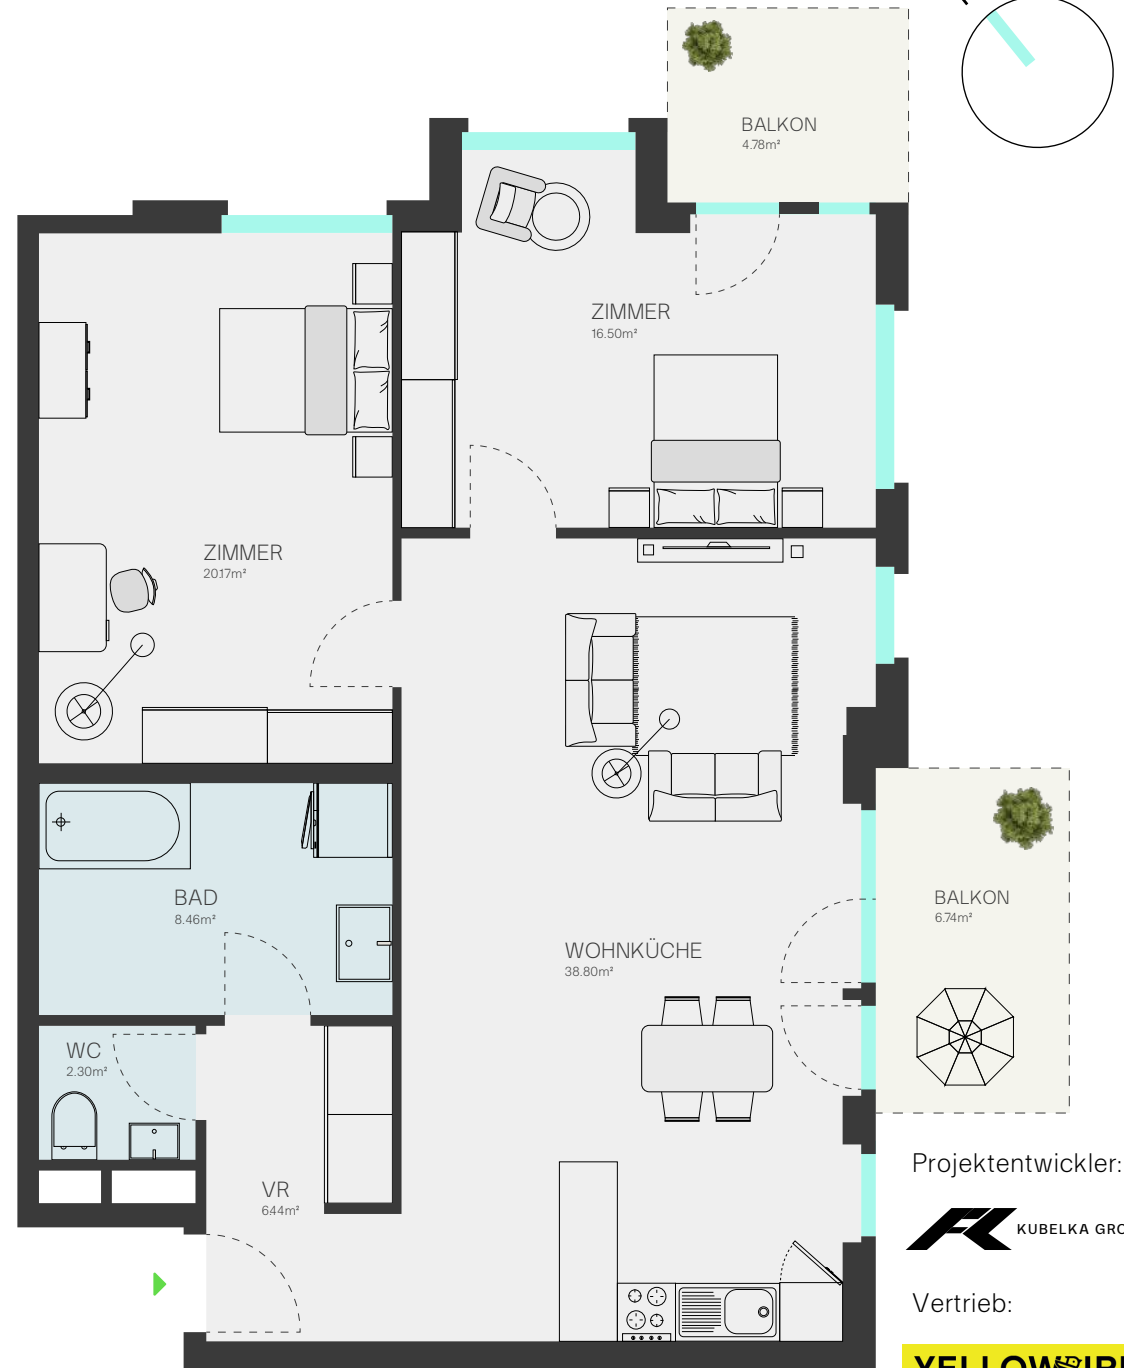 BALKON
4.78m²
ZIMMER
16.50m²
ZIMMER
20.17m²
BAD
8.46m²
BALKON
6.74m²
WOHNKÜCHE
38.80m²
WC
2.30m²
VR
6.44m²
Projektentwickler:
KUBELKA
Vertrieb: